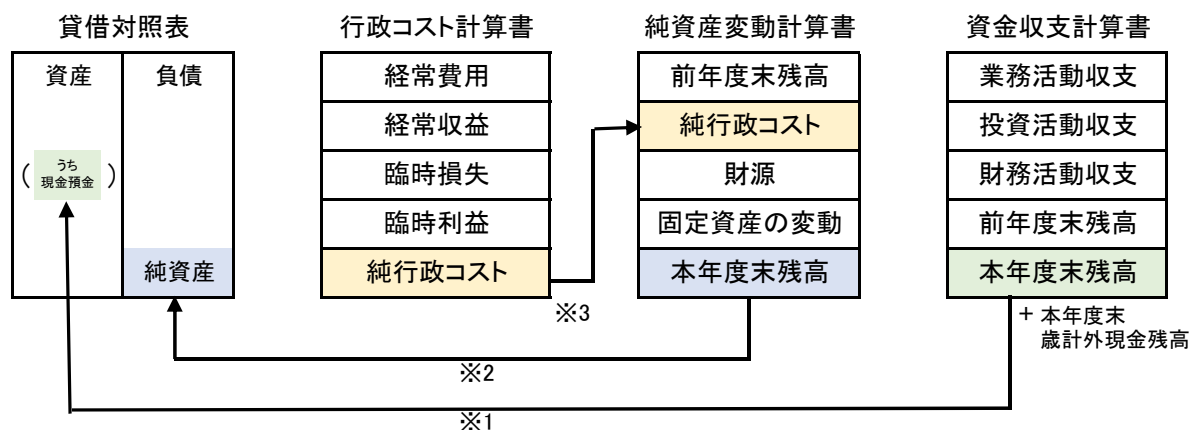 貸借対照表
資産
負債
(うち
現金預金)
純資産
行政コスト計算書
経常費用
経常収益
臨時損失
臨時利益
純行政コスト
純資産変動計算書
前年度末残高
純行政コスト
財源
固定資産の変動
本年度末残高
資金収支計算書
業務活動収支
投資活動収支
財務活動収支
前年度末残高
本年度末残高
+ 本年度末
歳計外現金残高
※3
※2
※1